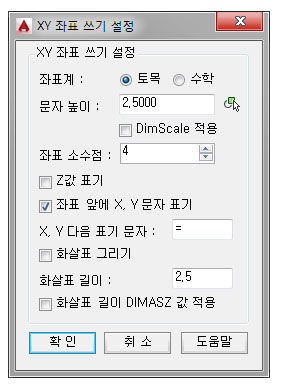 XY 좌표 쓰기 설정
XY 좌표 쓰기 설정
좌표계 : 토목 수학
문자 높이 : 2,5000
DimScale 적용
좌표 소수점 : 4
Z값 표기
좌표 앞에 X, Y 문자 표기
X, Y 다음 표기 문자 : =
화살표 그리기
화살표 길이 : 2,5
화살표 길이 DIMASZ 값 적용
확 인 취 소 도움말